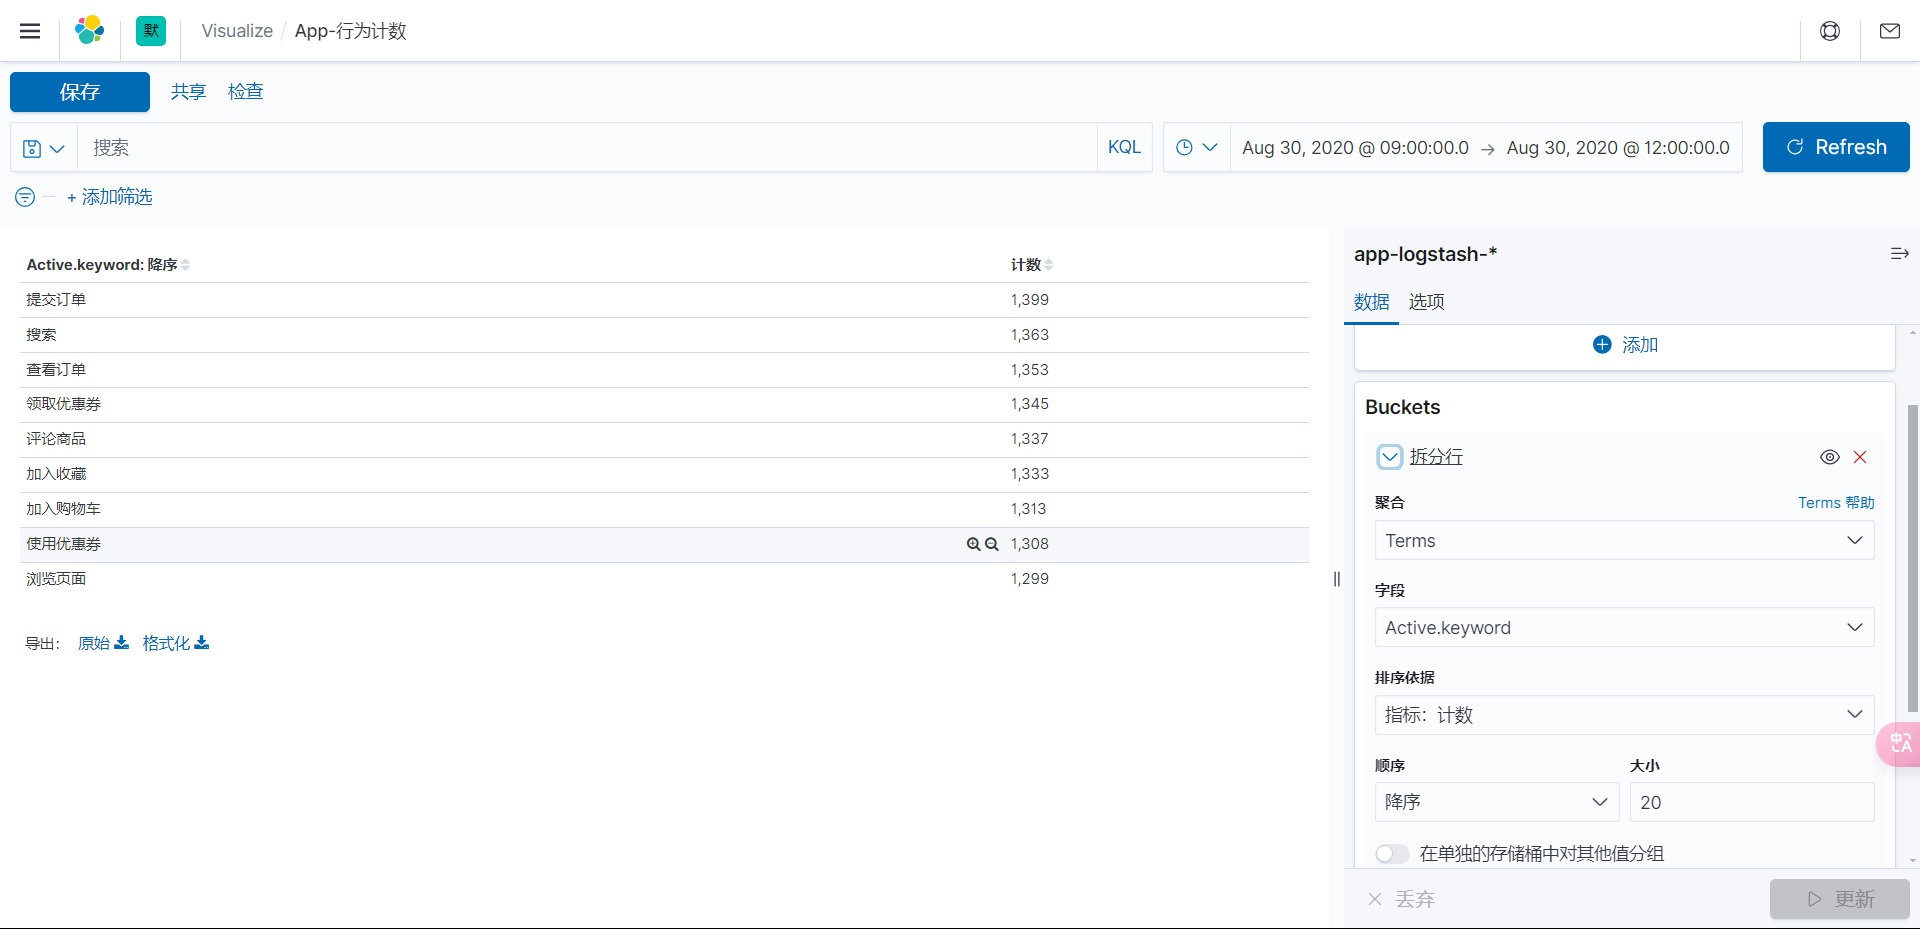 默 Visualize / App-行为计数
保存 共享 检查
搜索 KQL Aug 30, 2020 @ 09:00:00.0 → Aug 30, 2020 @ 12:00:00.0 Refresh
+ 添加筛选
Active.keyword: 降序 计数
提交订单 1,399
搜索 1,363
查看订单 1,353
领取优惠券 1,345
评论商品 1,337
加入收藏 1,333
加入购物车 1,313
使用优惠券 1,308
浏览页面 1,299
导出： 原始 格式化
app-logstash-*
数据 选项
添加
Buckets
拆分行
聚合 Terms 帮助
Terms
字段
Active.keyword
排序依据
指标：计数
顺序 大小
降序 20
在单独的存储桶中对其他值分组
丢弃 更新
中A